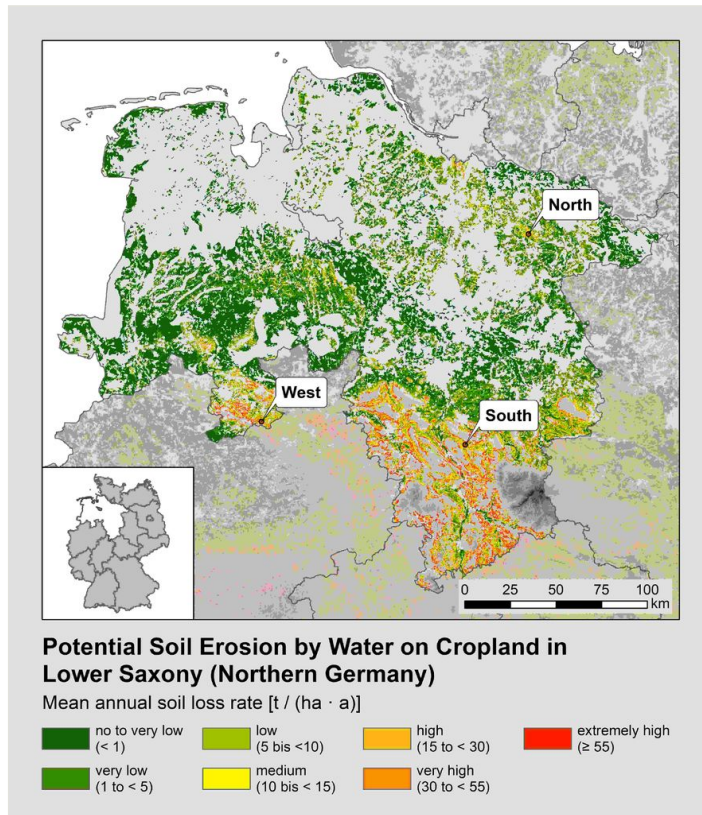 North
West
South
0 25 50 75 100
km
Potential Soil Erosion by Water on Cropland in
Lower Saxony (Northern Germany)
Mean annual soil loss rate [t / (ha · a)]
no to very low
(< 1)
low
(5 bis <10)
high
(15 to < 30)
extremely high
(≥ 55)
very low
(1 to < 5)
medium
(10 bis < 15)
very high
(30 to < 55)